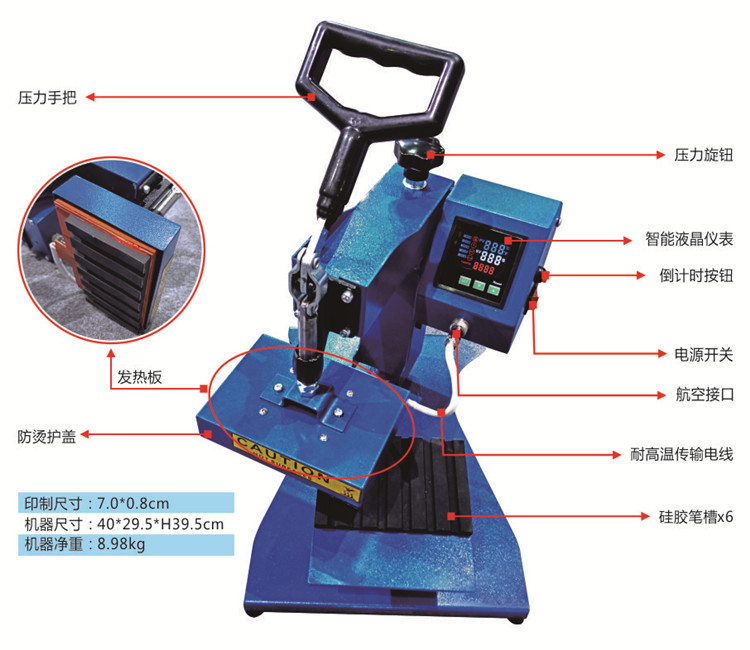 压力手把
压力旋钮
智能液晶仪表
倒计时按钮
发热板
电源开关
航空接口
防烫护盖
CAUTION
耐高温传输电线
印制尺寸：7.0*0.8cm
机器尺寸：40*29.5*H39.5cm
机器净重：8.98kg
硅胶笔槽x6